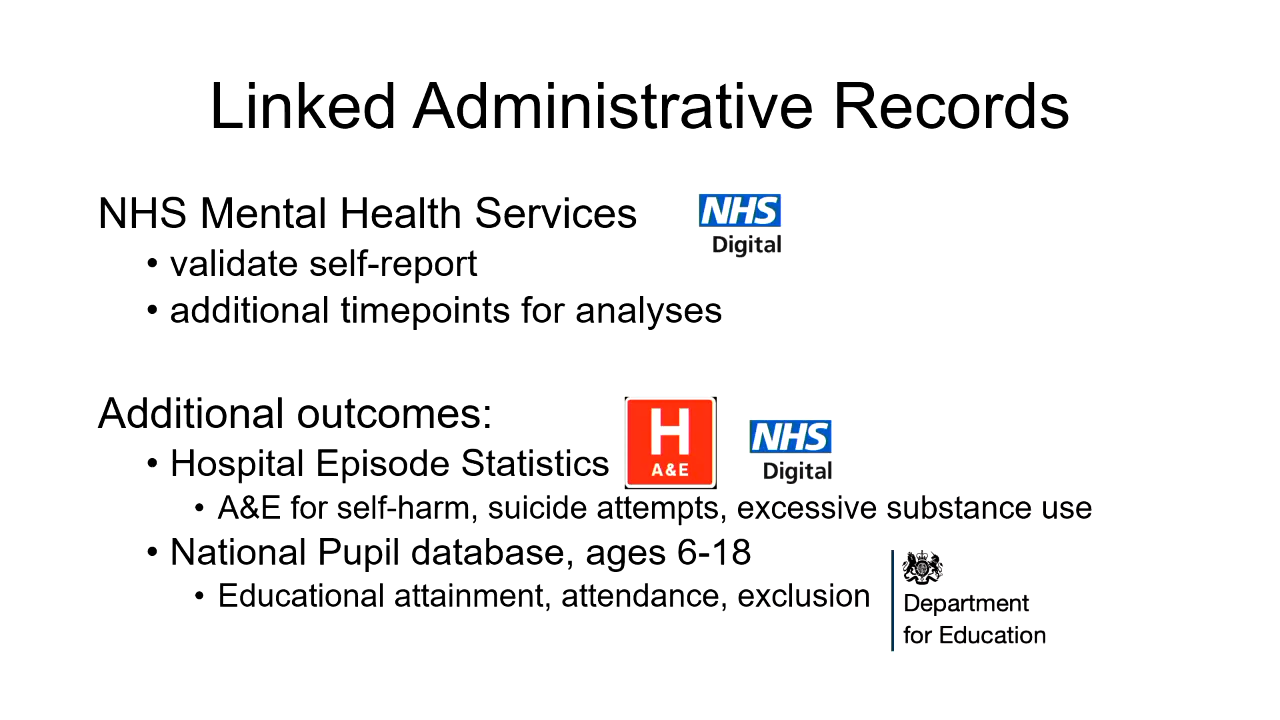 Linked Administrative Records
NHS Mental Health Services
NHS
Digital
• validate self-report
• additional timepoints for analyses
Additional outcomes:
H
A&E
NHS
Digital
• Hospital Episode Statistics
• A&E for self-harm, suicide attempts, excessive substance use
• National Pupil database, ages 6-18
• Educational attainment, attendance, exclusion
Department
for Education